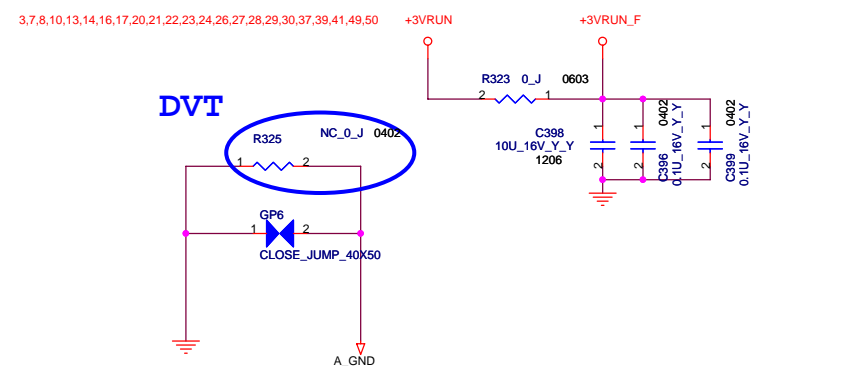 3,7,8,10,13,14,16,17,20,21,22,23,24,26,27,28,29,30,37,39,41,49,50
+3VRUN
+3VRUN_F
R323 0_J 0603
2 1
DVT
R325 NC_0_J 0402
1 2
C398
10U_16V_Y_Y
1206
1
2
C396
0.1U_16V_Y_Y
0402
1
2
C399
0.1U_16V_Y_Y
0402
1
2
GP6
1 2
CLOSE_JUMP_40X50
A_GND